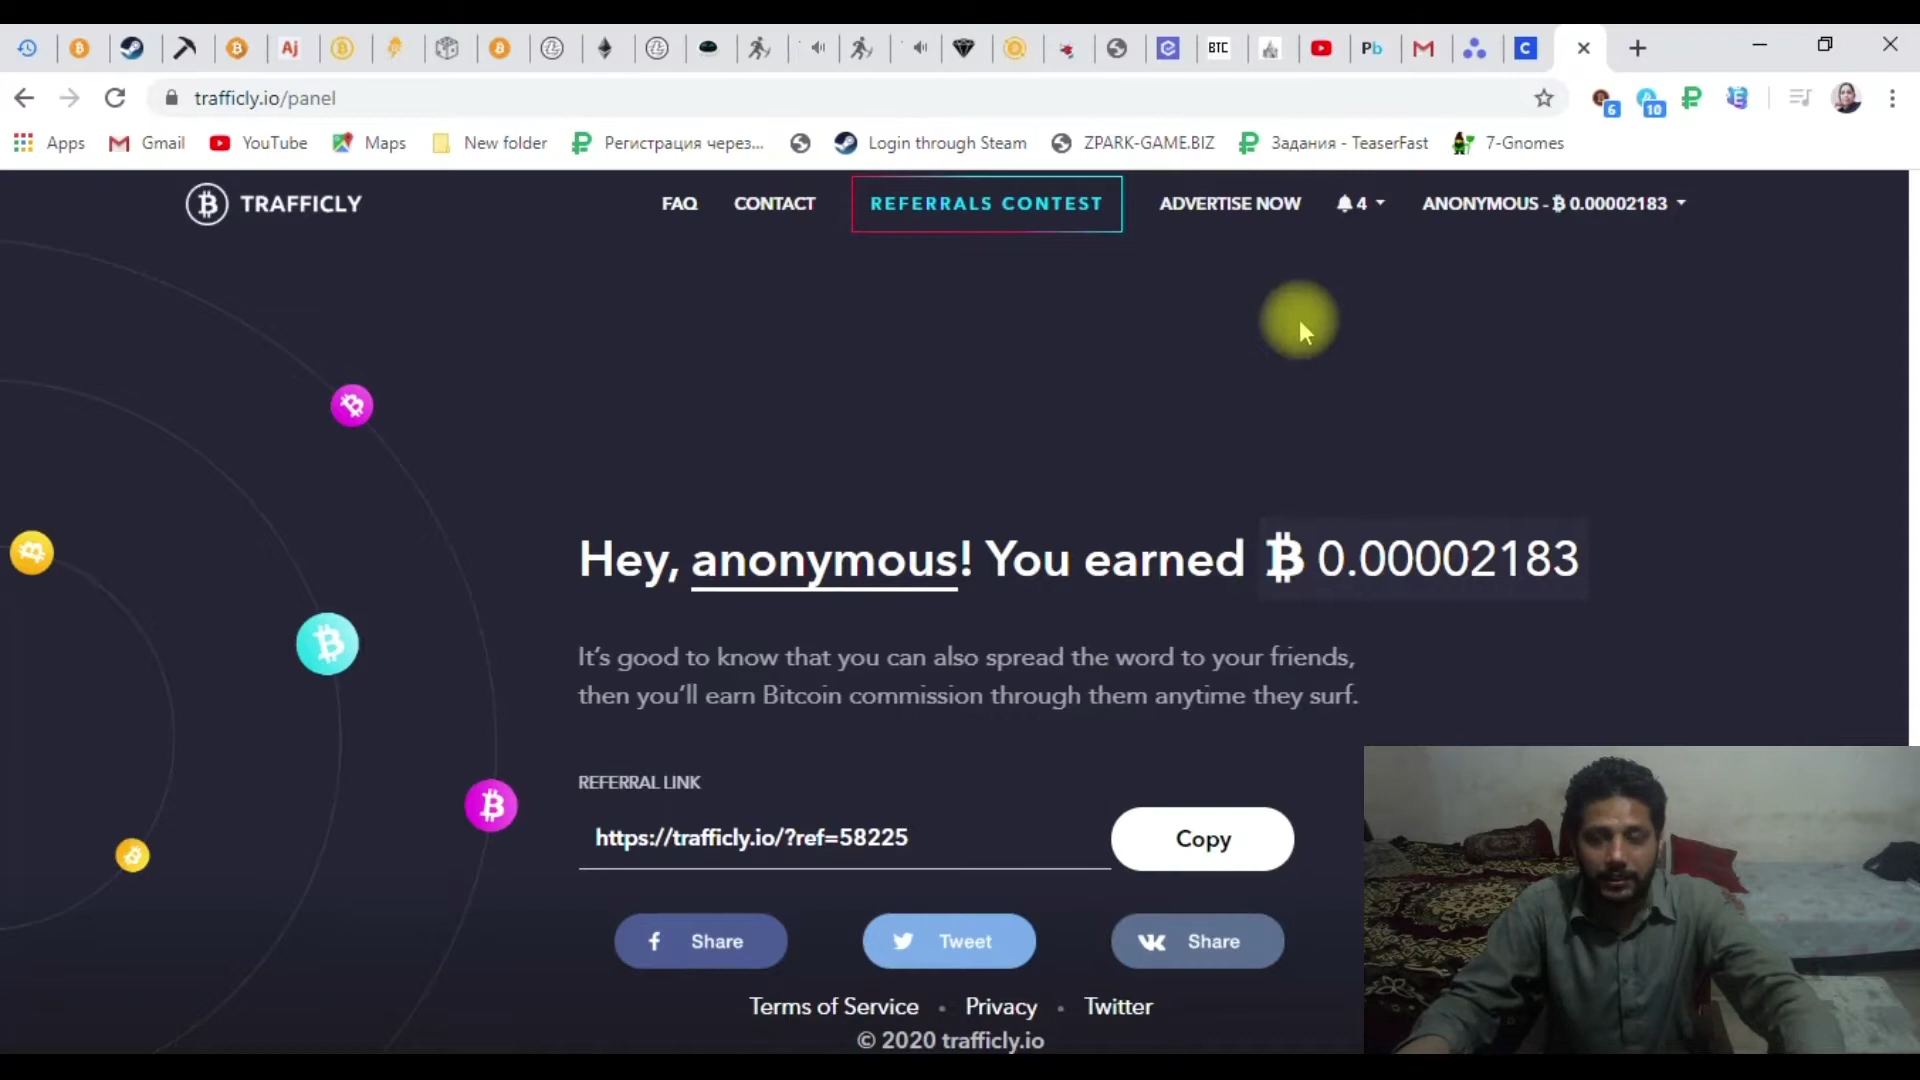 Aj
BTC
Pb
C
trafficly.io/panel
6
10
Apps
Gmail
YouTube
Maps
New folder
Регистрация через...
Login through Steam
ZPARK-GAME.BIZ
Задания - TeaserFast
7-Gnomes
TRAFFICLY
FAQ
CONTACT
REFERRALS CONTEST
ADVERTISE NOW
4
ANONYMOUS - ₿ 0.00002183
Hey, anonymous! You earned ₿ 0.00002183
It's good to know that you can also spread the word to your friends,
then you'll earn Bitcoin commission through them anytime they surf.
REFERRAL LINK
https://trafficly.io/?ref=58225
Copy
Share
Tweet
Share
Terms of Service • Privacy • Twitter
© 2020 trafficly.io